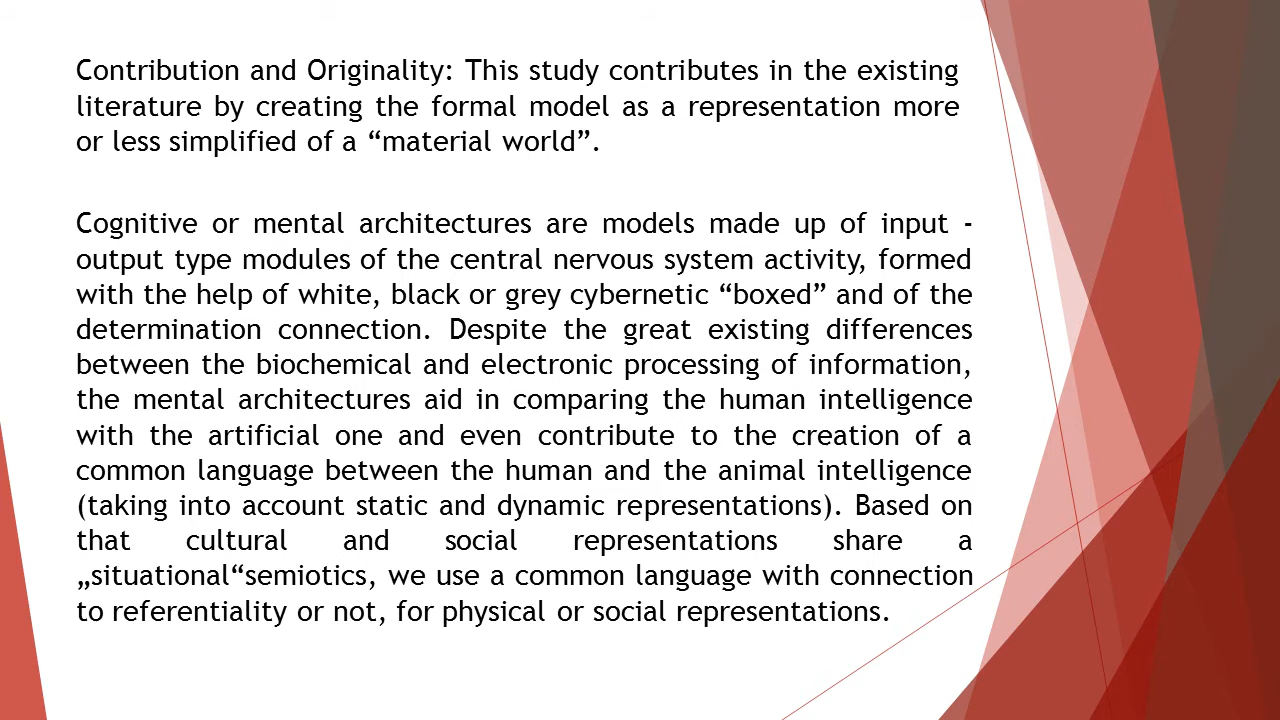 Contribution and Originality: This study contributes in the existing
literature by creating the formal model as a representation more
or less simplified of a “material world”.
Cognitive or mental architectures are models made up of input -
output type modules of the central nervous system activity, formed
with the help of white, black or grey cybernetic “boxed” and of the
determination connection. Despite the great existing differences
between the biochemical and electronic processing of information,
the mental architectures aid in comparing the human intelligence
with the artificial one and even contribute to the creation of a
common language between the human and the animal intelligence
(taking into account static and dynamic representations). Based on
that cultural and social representations share a
„situational“semiotics, we use a common language with connection
to referentiality or not, for physical or social representations.